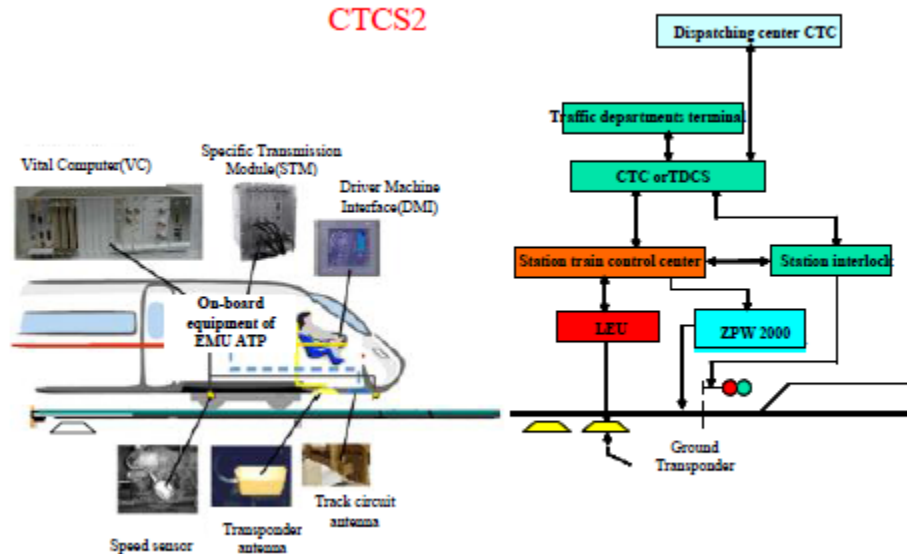 CTCS2
Dispatching center CTC
Traffic departments terminal
CTC orTDCS
Station train control center
Station interlock
LEU
ZPW 2000
Ground
Transponder
Vital Computer(VC)
Specific Transmission
Module(STM)
Driver Machine
Interface(DMI)
On-board
equipment of
EMU ATP
Speed sensor
Transponder
antenna
Track circuit
antenna